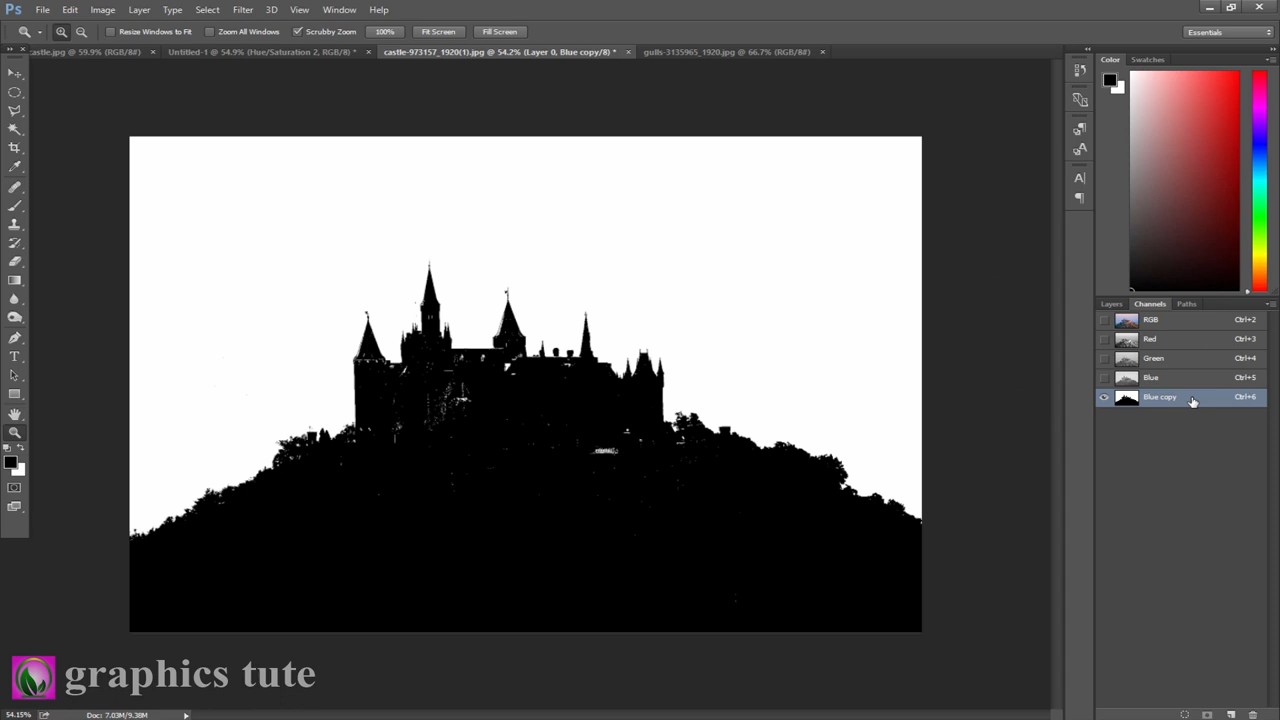 Ps File Edit Image Layer Type Select Filter 3D View Window Help
Resize Windows to Fit Zoom All Windows Scrubby Zoom 100% Fit Screen Fill Screen Essentials
castle.jpg @ 59.9% (RGB/8#) × Untitled-1 @ 54.9% (Hue/Saturation 2, RGB/8#) * × castle-973157_1920(1).jpg @ 54.2% (Layer 0, Blue copy/8) * × gulls-3135965_1920.jpg @ 66.7% (RGB/8#) ×
Color Swatches
Layers Channels Paths
RGB Ctrl+2
Red Ctrl+3
Green Ctrl+4
Blue Ctrl+5
Blue copy Ctrl+6
graphics tute
54.15% Doc: 7.03M/9.38M